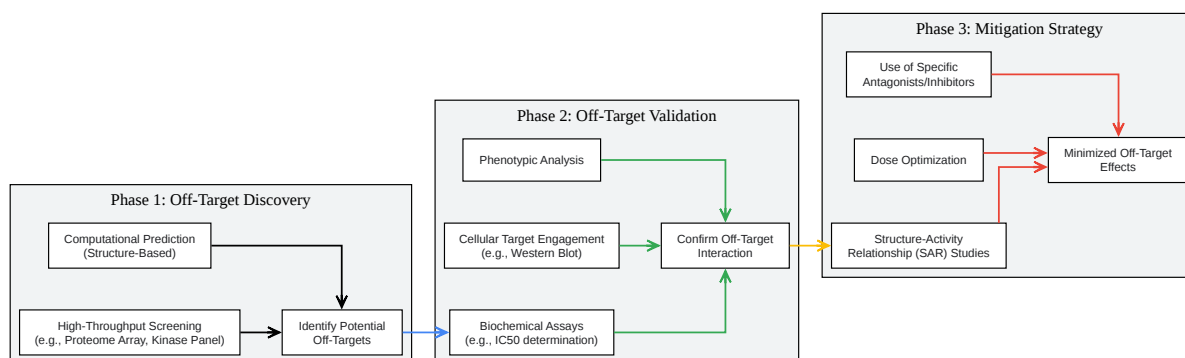 Phase 1: Off-Target Discovery
Computational Prediction
(Structure-Based)
High-Throughput Screening
(e.g., Proteome Array, Kinase Panel)
Identify Potential
Off-Targets
Phase 2: Off-Target Validation
Phenotypic Analysis
Cellular Target Engagement
(e.g., Western Blot)
Confirm Off-Target
Interaction
Biochemical Assays
(e.g., IC50 determination)
Phase 3: Mitigation Strategy
Use of Specific
Antagonists/Inhibitors
Dose Optimization
Minimized Off-Target
Effects
Structure-Activity
Relationship (SAR) Studies